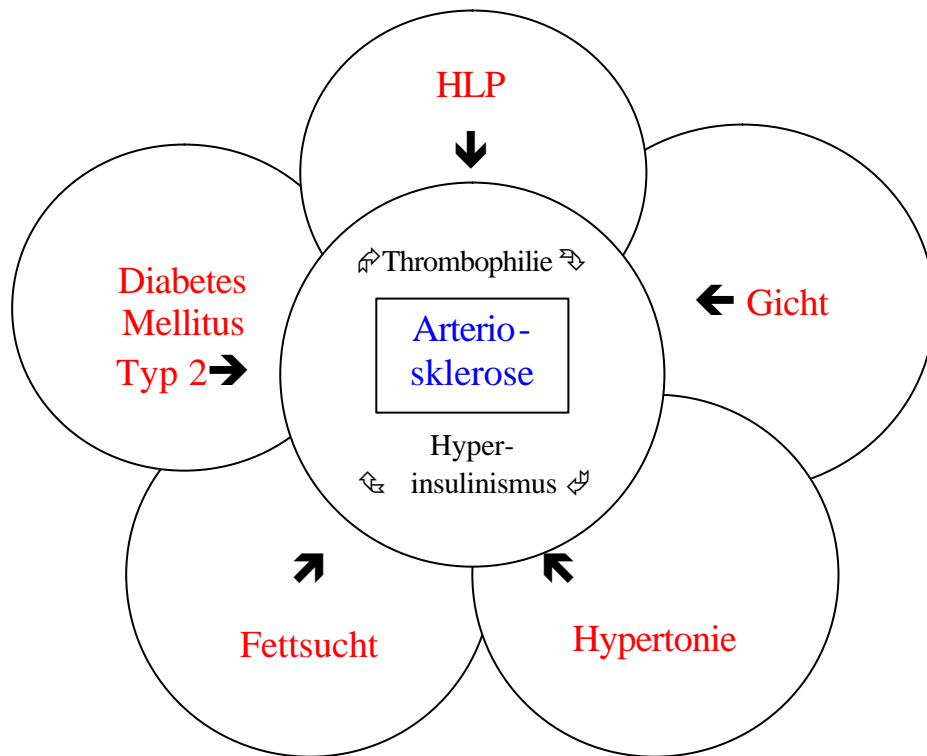 HLP
Thrombophilie
Diabetes
Mellitus
Typ 2
Arterio-
sklerose
Gicht
Hyper-
insulinismus
Fettsucht
Hypertonie